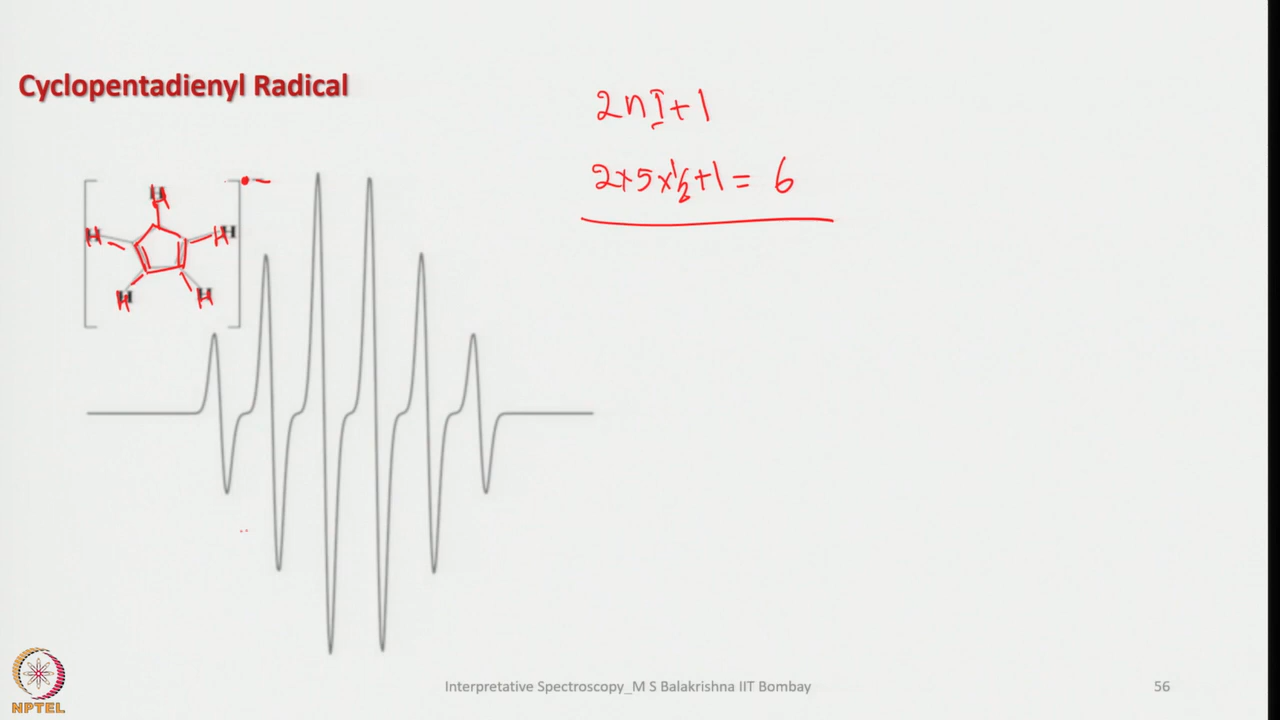 Cyclopentadienyl Radical
2nI+1
2×5×1/2+1 = 6
H
H H
H H
•−
Interpretative Spectroscopy_M S Balakrishna IIT Bombay
56
NPTEL